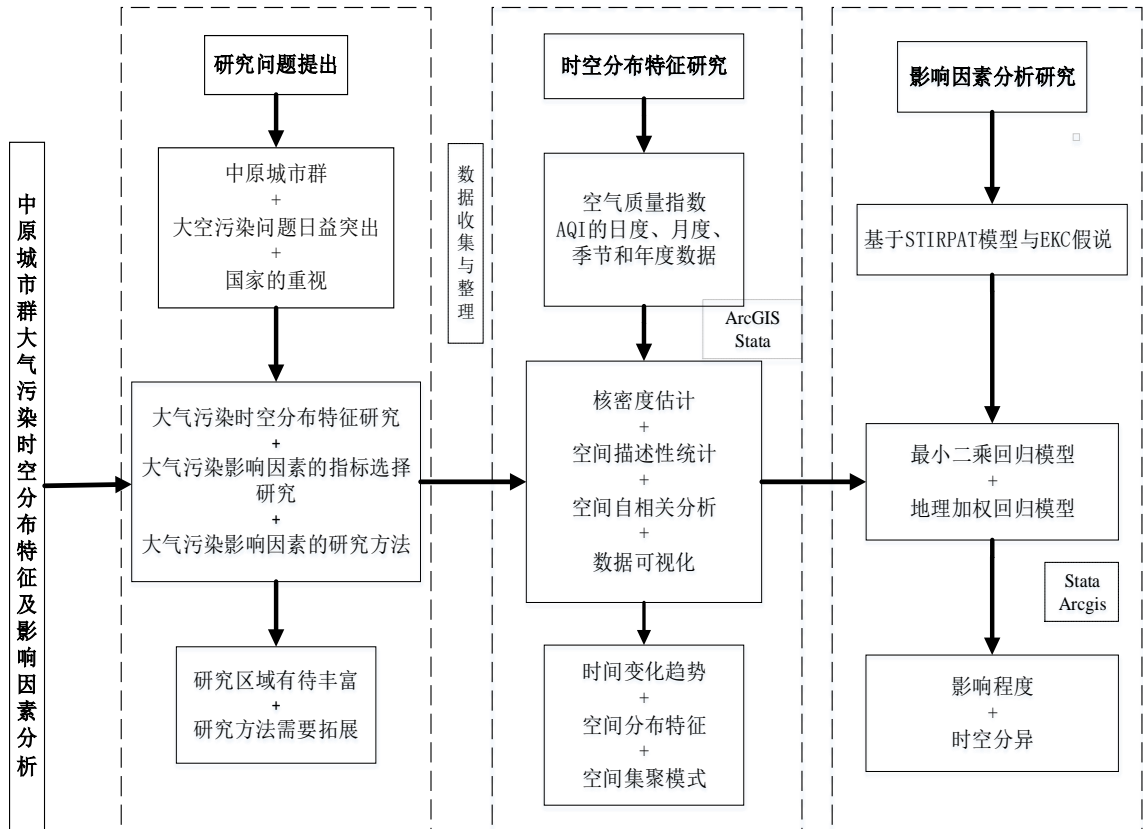 中原城市群大气污染时空分布特征及影响因素分析
研究问题提出
中原城市群
+
大空污染问题日益突出
+
国家的重视
大气污染时空分布特征研究
+
大气污染影响因素的指标选择
研究
+
大气污染影响因素的研究方法
研究区域有待丰富
+
研究方法需要拓展
数据收集与整理
时空分布特征研究
空气质量指数
AQI的日度、月度、
季节和年度数据
ArcGIS
Stata
核密度估计
+
空间描述性统计
+
空间自相关分析
+
数据可视化
时间变化趋势
+
空间分布特征
+
空间集聚模式
影响因素分析研究
基于STIRPAT模型与EKC假说
最小二乘回归模型
+
地理加权回归模型
Stata
Arcgis
影响程度
+
时空分异